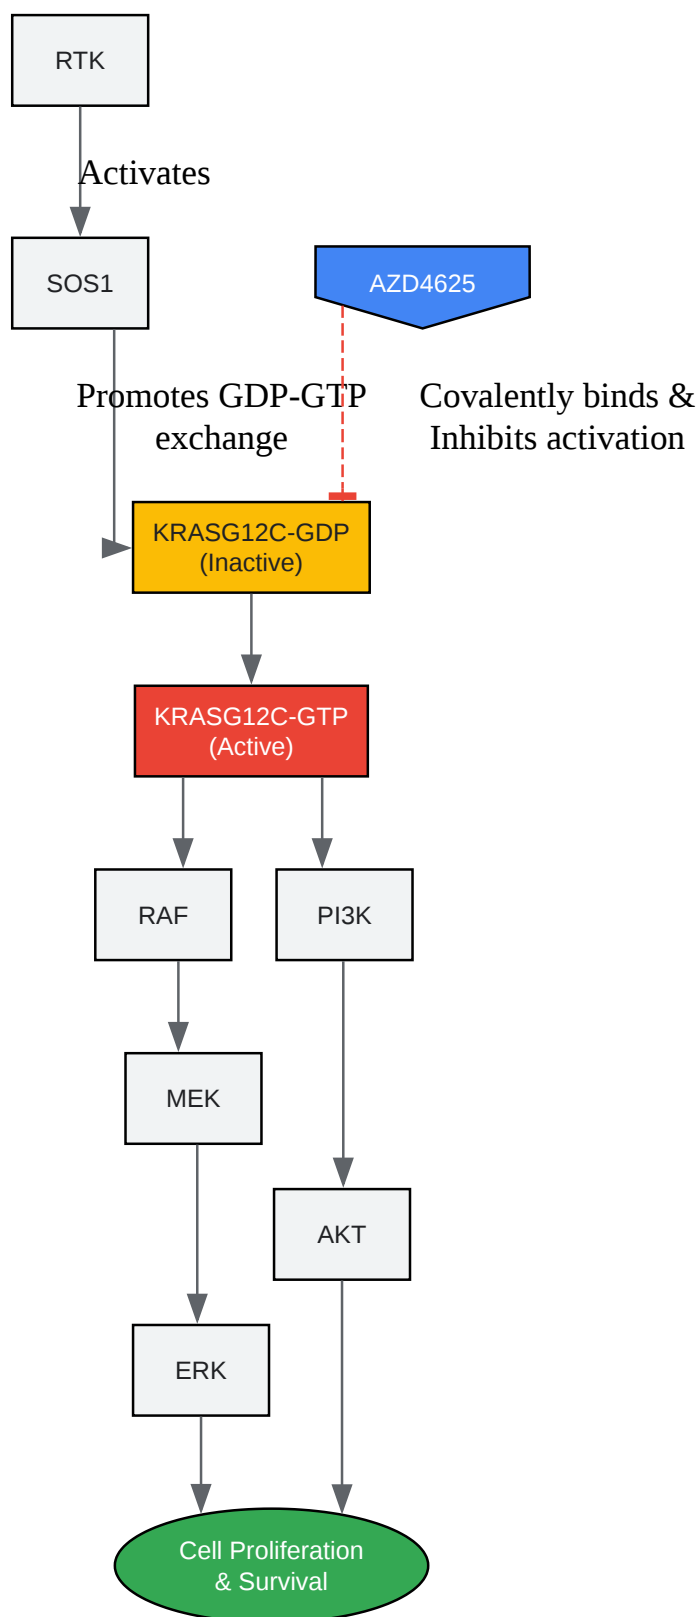 RTK
Activates
SOS1
AZD4625
Promotes GDP-GTP
exchange
Covalently binds &
Inhibits activation
KRASG12C-GDP
(Inactive)
KRASG12C-GTP
(Active)
RAF
PI3K
MEK
AKT
ERK
Cell Proliferation
& Survival